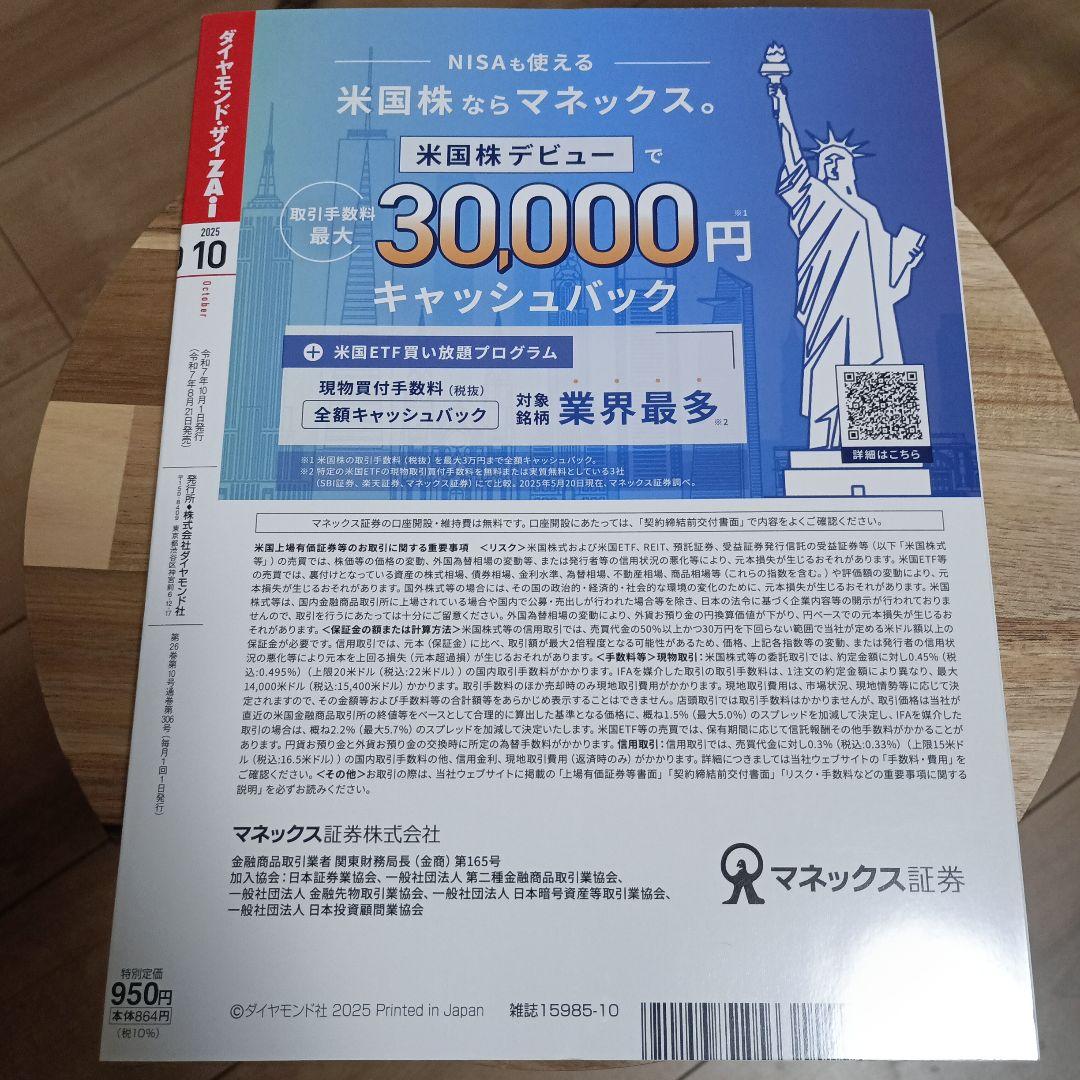 ダイヤモンド・ザイ ZAi
2025
10
October
令和7年10月1日発行
(令和7年8月21日発売)
発行所◆株式会社ダイヤモンド社
〒150-8409 東京都渋谷区神宮前6-12-17
第26巻第10号通巻第306号(毎月1回1日発行)
特別定価
950円
本体864円
(税10%)
NISAも使える
米国株ならマネックス。
米国株デビューで
取引手数料
最大
30,000円※1
キャッシュバック
+ 米国ETF買い放題プログラム
現物買付手数料(税抜)
全額キャッシュバック
対象
銘柄
業界最多※2
詳細はこちら
※1 米国株の取引手数料(税抜)を最大3万円まで全額キャッシュバック。
※2 特定の米国ETFの現物取引買付手数料を無料または実質無料としている3社
(SBI証券、楽天証券、マネックス証券)にて比較。2025年5月20日現在、マネックス証券調べ。
マネックス証券の口座開設・維持費は無料です。口座開設にあたっては、「契約締結前交付書面」で内容をよくご確認ください。
米国上場有価証券等のお取引に関する重要事項 <リスク>米国株式および米国ETF、REIT、預託証券、受益証券発行信託の受益証券等(以下「米国株式
等」)の売買では、株価等の価格の変動、外国為替相場の変動等、または発行者等の信用状況の悪化等により、元本損失が生じるおそれがあります。米国ETF等
の売買では、裏付けとなっている資産の株式相場、債券相場、金利水準、為替相場、不動産相場、商品相場等(これらの指数を含む。)や評価額の変動により、元
本損失が生じるおそれがあります。国外株式等の場合には、その国の政治的・経済的・社会的な環境の変化のために、元本損失が生じるおそれがあります。米国
株式等は、国内金融商品取引所に上場されている場合や国内で公募・売出しが行われた場合等を除き、日本の法令に基づく企業内容等の開示が行われておりま
せんので、取引を行うにあたっては十分にご留意ください。外国為替相場の変動により、外貨お預り金の円換算価値が下がり、円ベースでの元本損失が生じるお
それがあります。<保証金の額または計算方法>米国株式等の信用取引では、売買代金の50%以上かつ30万円を下回らない範囲で当社が定める米ドル額以上の
保証金が必要です。信用取引では、元本(保証金)に比べ、取引額が最大2倍程度となる可能性があるため、価格、上記各指数等の変動、または発行者の信用状
況の悪化等により元本を上回る損失(元本超過損)が生じるおそれがあります。<手数料等>現物取引:米国株式等の委託取引では、約定金額に対し0.45%(税
込:0.495%)(上限20米ドル(税込:22米ドル))の国内取引手数料がかかります。IFAを媒介した取引の取引手数料は、1注文の約定金額により異なり、最大
14,000米ドル(税込:15,400米ドル)かかります。取引手数料のほか売却時のみ現地取引費用がかかります。現地取引費用は、市場状況、現地情勢等に応じて決
定されますので、その金額等および手数料等の合計額等をあらかじめ表示することはできません。店頭取引では取引手数料はかかりませんが、取引価格は当社が
直近の米国金融商品取引所の終値等をベースとして合理的に算出した基準となる価格に、概ね1.5%(最大5.0%)のスプレッドを加減して決定し、IFAを媒介した
取引の場合は、概ね2.2%(最大5.7%)のスプレッドを加減して決定いたします。米国ETF等の売買では、保有期間に応じて信託報酬その他手数料がかかることが
あります。円貨お預り金と外貨お預り金の交換時に所定の為替手数料がかかります。信用取引:信用取引では、売買代金に対し0.3%(税込:0.33%)(上限15米ド
ル(税込:16.5米ドル))の国内取引手数料の他、信用金利、現地取引費用(返済時のみ)がかかります。詳細につきましては当社ウェブサイトの「手数料・費用」を
ご確認ください。<その他>お取引の際は、当社ウェブサイトに掲載の「上場有価証券等書面」「契約締結前交付書面」「リスク・手数料などの重要事項に関する
説明」を必ずお読みください。
マネックス証券株式会社
金融商品取引業者 関東財務局長(金商)第165号
加入協会:日本証券業協会、一般社団法人 第二種金融商品取引業協会、
一般社団法人 金融先物取引業協会、一般社団法人 日本暗号資産等取引業協会、
一般社団法人 日本投資顧問業協会
マネックス証券
©ダイヤモンド社 2025 Printed in Japan 雑誌15985-10